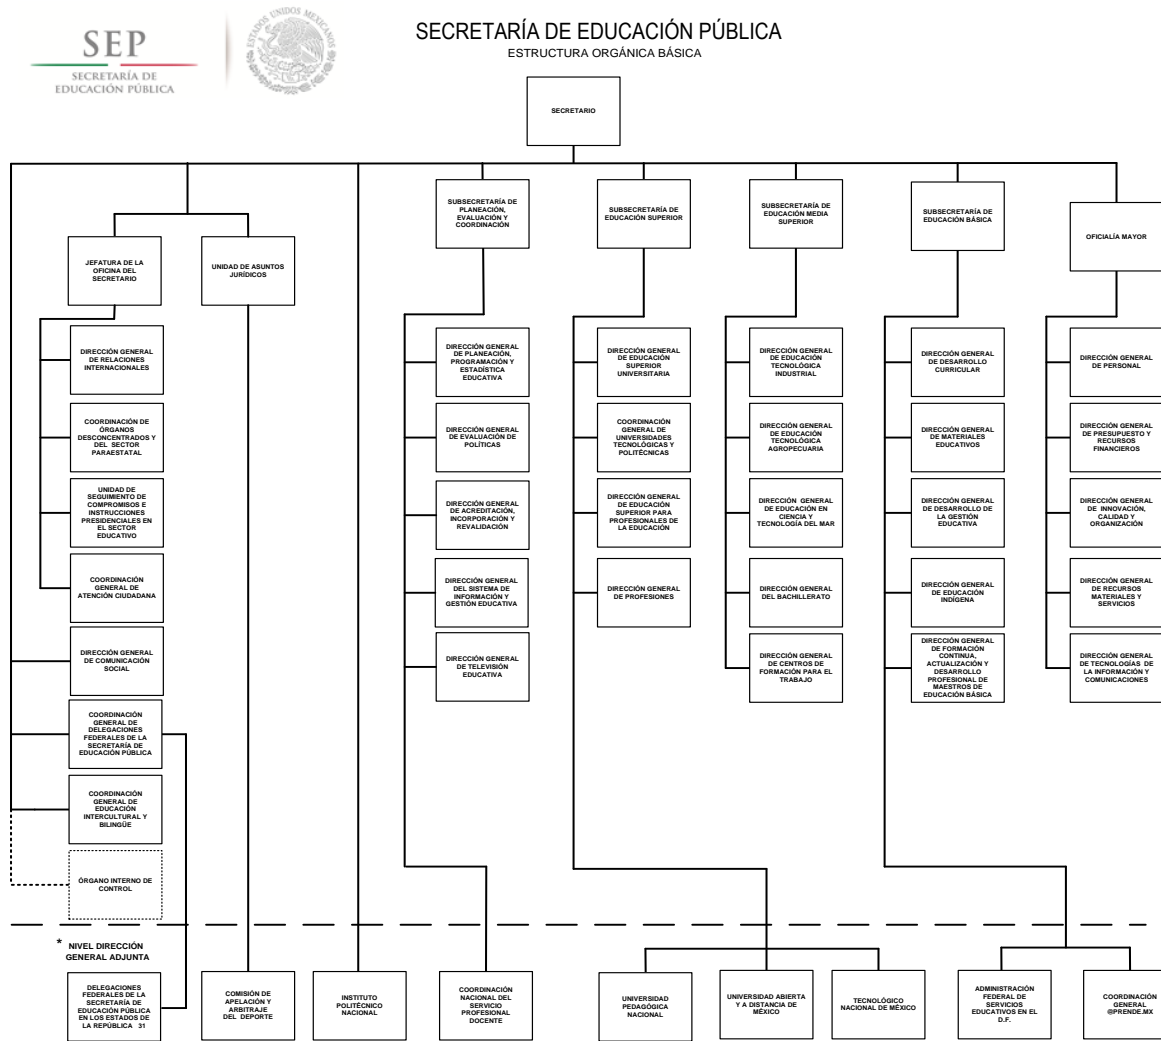 SEP
SECRETARÍA DE
EDUCACIÓN PÚBLICA
ESTADOS UNIDOS MEXICANOS
SECRETARÍA DE EDUCACIÓN PÚBLICA
ESTRUCTURA ORGÁNICA BÁSICA
SECRETARIO
SUBSECRETARÍA DE
PLANEACIÓN,
EVALUACIÓN Y
COORDINACIÓN
SUBSECRETARÍA DE
EDUCACIÓN SUPERIOR
SUBSECRETARÍA DE
EDUCACIÓN MEDIA
SUPERIOR
SUBSECRETARÍA DE
EDUCACIÓN BÁSICA
OFICIALÍA MAYOR
JEFATURA DE LA
OFICINA DEL
SECRETARIO
UNIDAD DE ASUNTOS
JURÍDICOS
DIRECCIÓN GENERAL
DE RELACIONES
INTERNACIONALES
DIRECCIÓN GENERAL
DE PLANEACIÓN,
PROGRAMACIÓN Y
ESTADÍSTICA
EDUCATIVA
DIRECCIÓN GENERAL
DE EDUCACIÓN
SUPERIOR
UNIVERSITARIA
DIRECCIÓN GENERAL
DE EDUCACIÓN
TECNOLÓGICA
INDUSTRIAL
DIRECCIÓN GENERAL
DE DESARROLLO
CURRICULAR
DIRECCIÓN GENERAL
DE PERSONAL
COORDINACIÓN DE
ÓRGANOS
DESCONCENTRADOS Y
DEL SECTOR
PARAESTATAL
DIRECCIÓN GENERAL
DE EVALUACIÓN DE
POLÍTICAS
COORDINACIÓN
GENERAL DE
UNIVERSIDADES
TECNOLÓGICAS Y
POLITÉCNICAS
DIRECCIÓN GENERAL
DE EDUCACIÓN
TECNOLÓGICA
AGROPECUARIA
DIRECCIÓN GENERAL
DE MATERIALES
EDUCATIVOS
DIRECCIÓN GENERAL
DE PRESUPUESTO Y
RECURSOS
FINANCIEROS
UNIDAD DE
SEGUIMIENTO DE
COMPROMISOS E
INSTRUCCIONES
PRESIDENCIALES EN
EL SECTOR
EDUCATIVO
DIRECCIÓN GENERAL
DE ACREDITACIÓN,
INCORPORACIÓN Y
REVALIDACIÓN
DIRECCIÓN GENERAL
DE EDUCACIÓN
SUPERIOR PARA
PROFESIONALES DE
LA EDUCACIÓN
DIRECCIÓN GENERAL
DE EDUCACIÓN EN
CIENCIA Y
TECNOLOGÍA DEL MAR
DIRECCIÓN GENERAL
DE DESARROLLO DE
LA GESTIÓN
EDUCATIVA
DIRECCIÓN GENERAL
DE INNOVACIÓN,
CALIDAD Y
ORGANIZACIÓN
COORDINACIÓN
GENERAL DE
ATENCIÓN CIUDADANA
DIRECCIÓN GENERAL
DEL SISTEMA DE
INFORMACIÓN Y
GESTIÓN EDUCATIVA
DIRECCIÓN GENERAL
DE PROFESIONES
DIRECCIÓN GENERAL
DEL BACHILLERATO
DIRECCIÓN GENERAL
DE EDUCACIÓN
INDÍGENA
DIRECCIÓN GENERAL
DE RECURSOS
MATERIALES Y
SERVICIOS
DIRECCIÓN GENERAL
DE COMUNICACIÓN
SOCIAL
DIRECCIÓN GENERAL
DE TELEVISIÓN
EDUCATIVA
DIRECCIÓN GENERAL
DE CENTROS DE
FORMACIÓN PARA EL
TRABAJO
DIRECCIÓN GENERAL
DE FORMACIÓN
CONTINUA,
ACTUALIZACIÓN Y
DESARROLLO
PROFESIONAL DE
MAESTROS DE
EDUCACIÓN BÁSICA
DIRECCIÓN GENERAL
DE TECNOLOGÍAS DE
LA INFORMACIÓN Y
COMUNICACIONES
COORDINACIÓN
GENERAL DE
DELEGACIONES
FEDERALES DE LA
SECRETARÍA DE
EDUCACIÓN PÚBLICA
COORDINACIÓN
GENERAL DE
EDUCACIÓN
INTERCULTURAL Y
BILINGÜE
ÓRGANO INTERNO DE
CONTROL
* NIVEL DIRECCIÓN
GENERAL ADJUNTA
DELEGACIONES
FEDERALES DE LA
SECRETARÍA DE
EDUCACIÓN PÚBLICA
EN LOS ESTADOS DE
LA REPÚBLICA 31
COMISIÓN DE
APELACIÓN Y
ARBITRAJE
DEL DEPORTE
INSTITUTO
POLITÉCNICO
NACIONAL
COORDINACIÓN
NACIONAL DEL
SERVICIO
PROFESIONAL
DOCENTE
UNIVERSIDAD
PEDAGÓGICA
NACIONAL
UNIVERSIDAD ABIERTA
Y A DISTANCIA DE
MÉXICO
TECNOLÓGICO
NACIONAL DE MÉXICO
ADMINISTRACIÓN
FEDERAL DE
SERVICIOS
EDUCATIVOS EN EL
D.F.
COORDINACIÓN
GENERAL
@PRENDE.MX